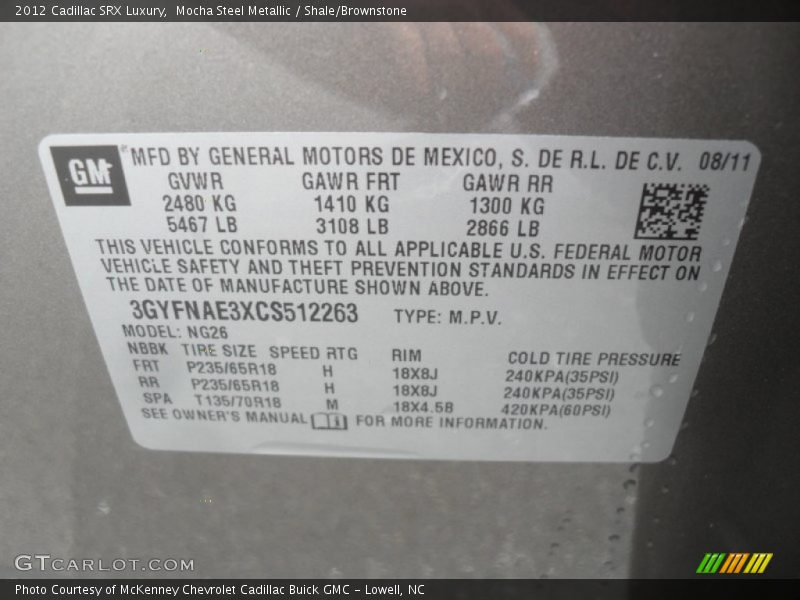 2012 Cadillac SRX Luxury,  Mocha Steel Metallic / Shale/Brownstone
GM
MFD BY GENERAL MOTORS DE MEXICO, S. DE R.L. DE C.V. 08/11
GVWR GAWR FRT GAWR RR
2480 KG 1410 KG 1300 KG
5467 LB 3108 LB 2866 LB
THIS VEHICLE CONFORMS TO ALL APPLICABLE U.S. FEDERAL MOTOR
VEHICLE SAFETY AND THEFT PREVENTION STANDARDS IN EFFECT ON
THE DATE OF MANUFACTURE SHOWN ABOVE.
3GYFNAE3XCS512263 TYPE: M.P.V.
MODEL: NG26
NBBK TIRE SIZE SPEED RTG RIM COLD TIRE PRESSURE
FRT P235/65R18 H 18X8J 240KPA(35PSI)
RR P235/65R18 H 18X8J 240KPA(35PSI)
SPA T135/70R18 M 18X4.5B 420KPA(60PSI)
SEE OWNER'S MANUAL FOR MORE INFORMATION.
GTCARLOT.COM
Photo Courtesy of McKenney Chevrolet Cadillac Buick GMC - Lowell, NC